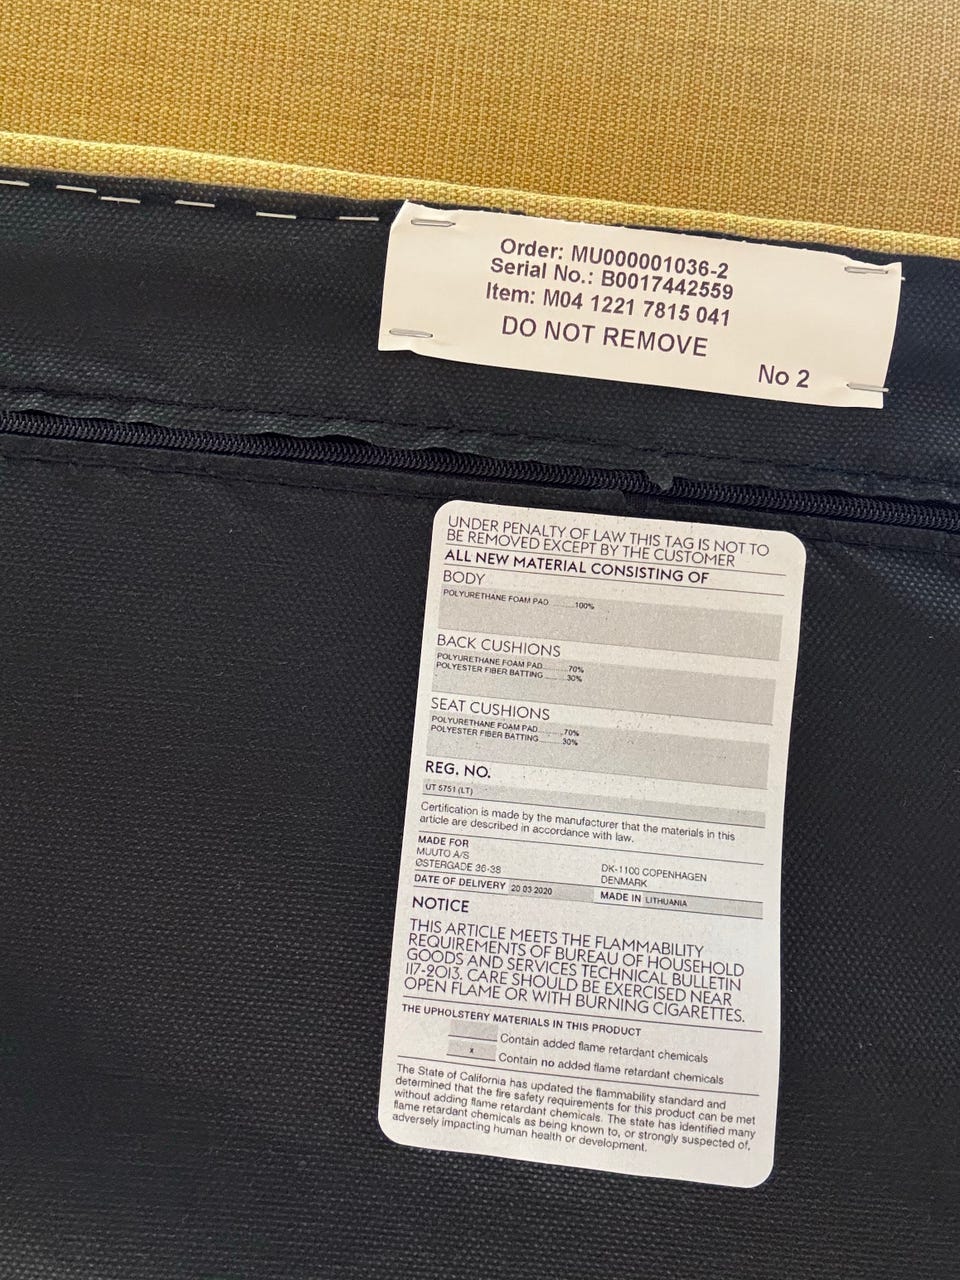 Order: MU000001036-2
Serial No.: B0017442559
Item: M04 1221 7815 041
DO NOT REMOVE
No 2
UNDER PENALTY OF LAW THIS TAG IS NOT TO
BE REMOVED EXCEPT BY THE CUSTOMER
ALL NEW MATERIAL CONSISTING OF
BODY
POLYURETHANE FOAM PAD ..........100%
BACK CUSHIONS
POLYURETHANE FOAM PAD..........70%
POLYESTER FIBER BATTING.........30%
SEAT CUSHIONS
POLYURETHANE FOAM PAD..........70%
POLYESTER FIBER BATTING.........30%
REG. NO.
UT 5751 (LT)
Certification is made by the manufacturer that the materials in this
article are described in accordance with law.
MADE FOR
MUUTO A/S
ØSTERGADE 36-38 DK-1100 COPENHAGEN
DENMARK
DATE OF DELIVERY 20 03 2020 MADE IN LITHUANIA
NOTICE
THIS ARTICLE MEETS THE FLAMMABILITY
REQUIREMENTS OF BUREAU OF HOUSEHOLD
GOODS AND SERVICES TECHNICAL BULLETIN
117-2013. CARE SHOULD BE EXERCISED NEAR
OPEN FLAME OR WITH BURNING CIGARETTES.
THE UPHOLSTERY MATERIALS IN THIS PRODUCT
Contain added flame retardant chemicals
x Contain no added flame retardant chemicals
The State of California has updated the flammability standard and
determined that the fire safety requirements for this product can be met
without adding flame retardant chemicals. The state has identified many
flame retardant chemicals as being known to, or strongly suspected of,
adversely impacting human health or development.